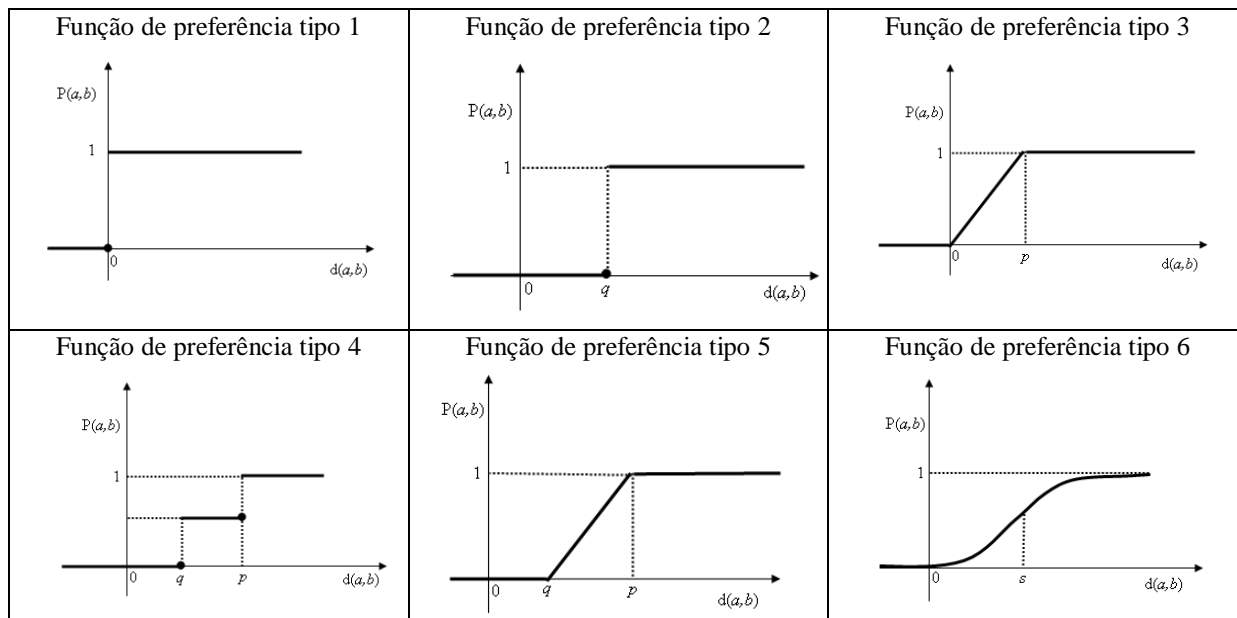 Função de preferência tipo 1
P(a,b)
1
0
d(a,b)
Função de preferência tipo 2
P(a,b)
1
0
q
d(a,b)
Função de preferência tipo 3
P(a,b)
1
0
p
d(a,b)
Função de preferência tipo 4
P(a,b)
1
0
q
p
d(a,b)
Função de preferência tipo 5
P(a,b)
1
0
q
p
d(a,b)
Função de preferência tipo 6
P(a,b)
1
0
s
d(a,b)